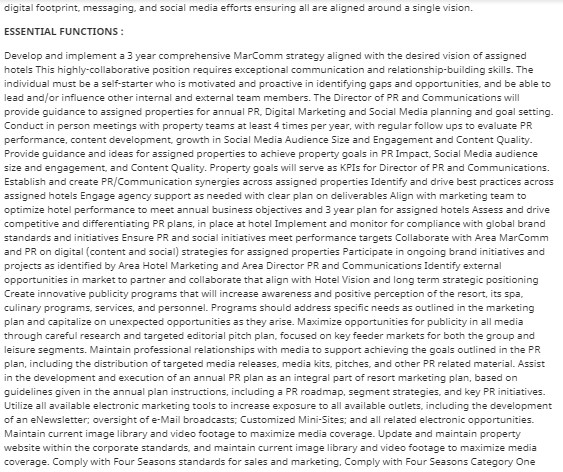 digital footprint, messaging, and social media efforts ensuring all are aligned around a single vision.
ESSENTIAL FUNCTIONS :
Develop and implement a 3 year comprehensive MarComm strategy aligned with the desired vision of assigned
hotels This highly-collaborative position requires exceptional communication and relationship-building skills. The
individual must be a self-starter who is motivated and proactive in identifying gaps and opportunities, and be able to
lead and/or influence other internal and external team members. The Director of PR and Communications will
provide guidance to assigned properties for annual PR, Digital Marketing and Social Media planning and goal setting.
Conduct in person meetings with property teams at least 4 times per year, with regular follow ups to evaluate PR
performance, content development, growth in Social Media Audience Size and Engagement and Content Quality.
Provide guidance and ideas for assigned properties to achieve property goals in PR Impact, Social Media audience
size and engagement, and Content Quality. Property goals will serve as KPIs for Director of PR and Communications.
Establish and create PR/Communication synergies across assigned properties Identify and drive best practices across
assigned hotels Engage agency support as needed with clear plan on deliverables Align with marketing team to
optimize hotel performance to meet annual business objectives and 3 year plan for assigned hotels Assess and drive
competitive and differentiating PR plans, in place at hotel Implement and monitor for compliance with global brand
standards and initiatives Ensure PR and social initiatives meet performance targets Collaborate with Area MarComm
and PR on digital (content and social) strategies for assigned properties Participate in ongoing brand initiatives and
projects as identified by Area Hotel Marketing and Area Director PR and Communications Identify external
opportunities in market to partner and collaborate that align with Hotel Vision and long term strategic positioning
Create innovative publicity programs that will increase awareness and positive perception of the resort, its spa,
culinary programs, services, and personnel. Programs should address specific needs as outlined in the marketing
plan and capitalize on unexpected opportunities as they arise. Maximize opportunities for publicity in all media
through careful research and targeted editorial pitch plan, focused on key feeder markets for both the group and
leisure segments. Maintain professional relationships with media to support achieving the goals outlined in the PR
plan, including the distribution of targeted media releases, media kits, pitches, and other PR related material. Assist
in the development and execution of an annual PR plan as an integral part of resort marketing plan, based on
guidelines given in the annual plan instructions, including a PR roadmap, segment strategies, and key PR initiatives.
Utilize all available electronic marketing tools to increase exposure to all available outlets, including the development
of an eNewsletter; oversight of e-Mail broadcasts; Customized Mini-Sites; and all related electronic opportunities.
Maintain current image library and video footage to maximize media coverage. Update and maintain property
website within the corporate standards, and maintain current image library and video footage to maximize media
coverage. Comply with Four Seasons standards for sales and marketing, Comply with Four Seasons Category One